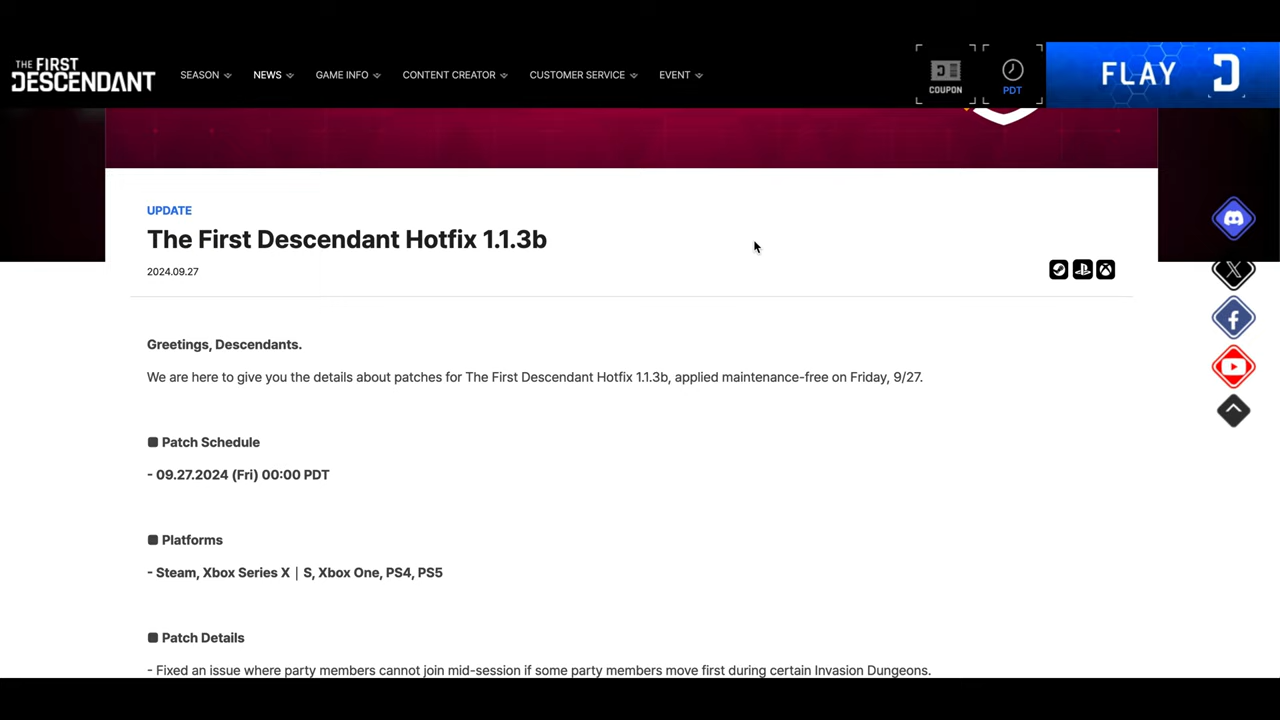 THE FIRST
DESCENDANT
SEASON
NEWS
GAME INFO
CONTENT CREATOR
CUSTOMER SERVICE
EVENT
COUPON
PDT
FLAY
UPDATE
The First Descendant Hotfix 1.1.3b
2024.09.27
Greetings, Descendants.
We are here to give you the details about patches for The First Descendant Hotfix 1.1.3b, applied maintenance-free on Friday, 9/27.
Patch Schedule
- 09.27.2024 (Fri) 00:00 PDT
Platforms
- Steam, Xbox Series X | S, Xbox One, PS4, PS5
Patch Details
- Fixed an issue where party members cannot join mid-session if some party members move first during certain Invasion Dungeons.